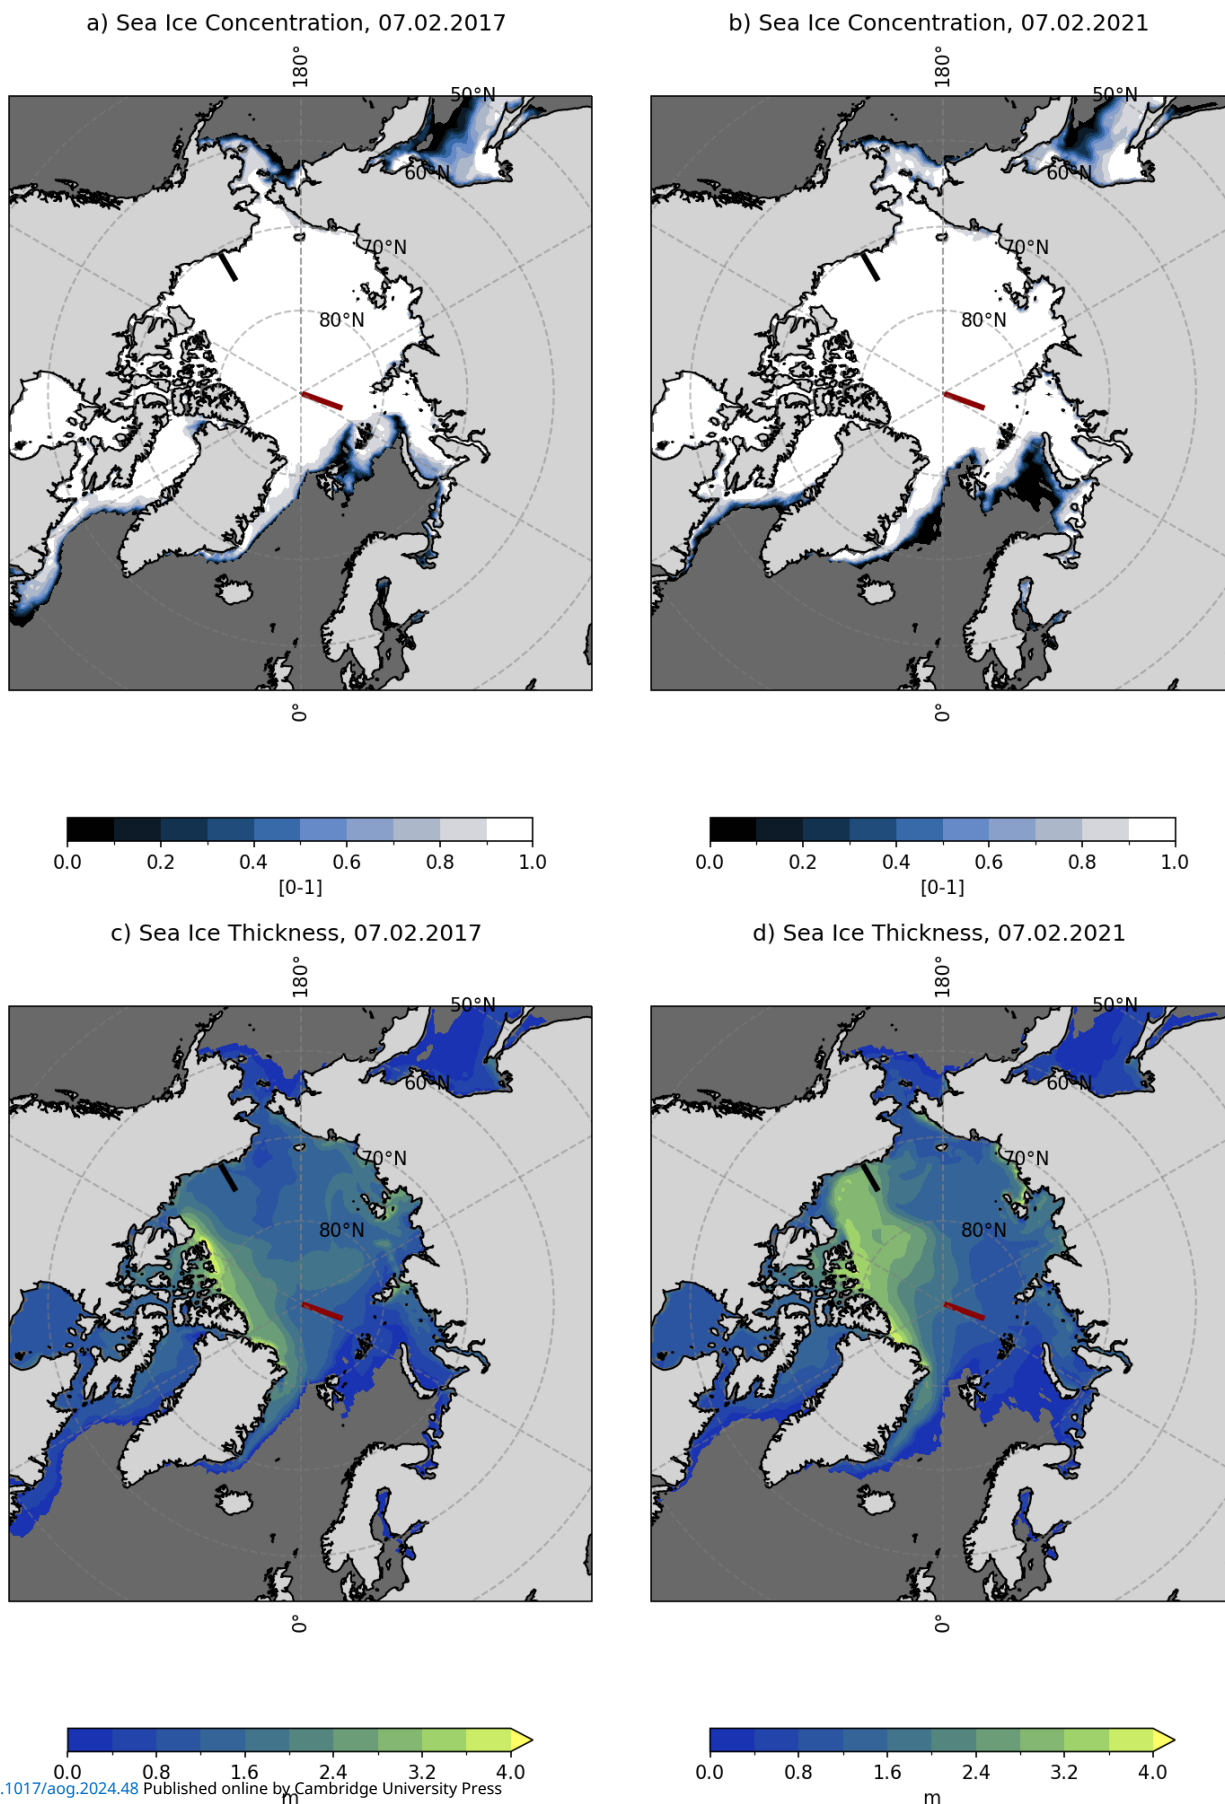 a) Sea Ice Concentration, 07.02.2017
b) Sea Ice Concentration, 07.02.2021
180°
180°
50°N
50°N
60°N
60°N
70°N
70°N
80°N
80°N
0°
0°
0.0 0.2 0.4 0.6 0.8 1.0
0.0 0.2 0.4 0.6 0.8 1.0
[0-1]
[0-1]
c) Sea Ice Thickness, 07.02.2017
d) Sea Ice Thickness, 07.02.2021
180°
180°
50°N
50°N
60°N
60°N
70°N
70°N
80°N
80°N
0°
0°
0.0 0.8 1.6 2.4 3.2 4.0
0.0 0.8 1.6 2.4 3.2 4.0
.1017/aog.2024.48 Published online by Cambridge University Press
m
m